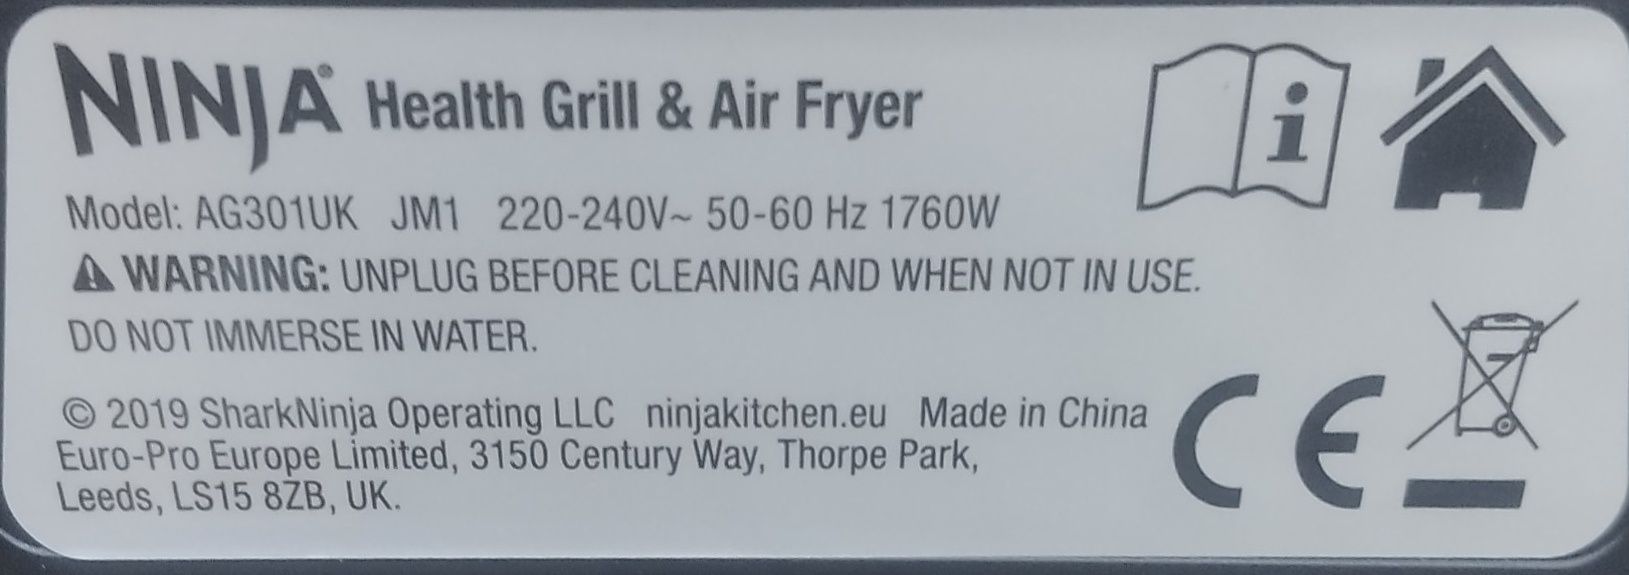 NINJA® Health Grill & Air Fryer
Model: AG301UK JM1 220-240V~ 50-60 Hz 1760W
⚠ WARNING: UNPLUG BEFORE CLEANING AND WHEN NOT IN USE.
DO NOT IMMERSE IN WATER.
© 2019 SharkNinja Operating LLC ninjakitchen.eu Made in China
Euro-Pro Europe Limited, 3150 Century Way, Thorpe Park,
Leeds, LS15 8ZB, UK.
i
CE